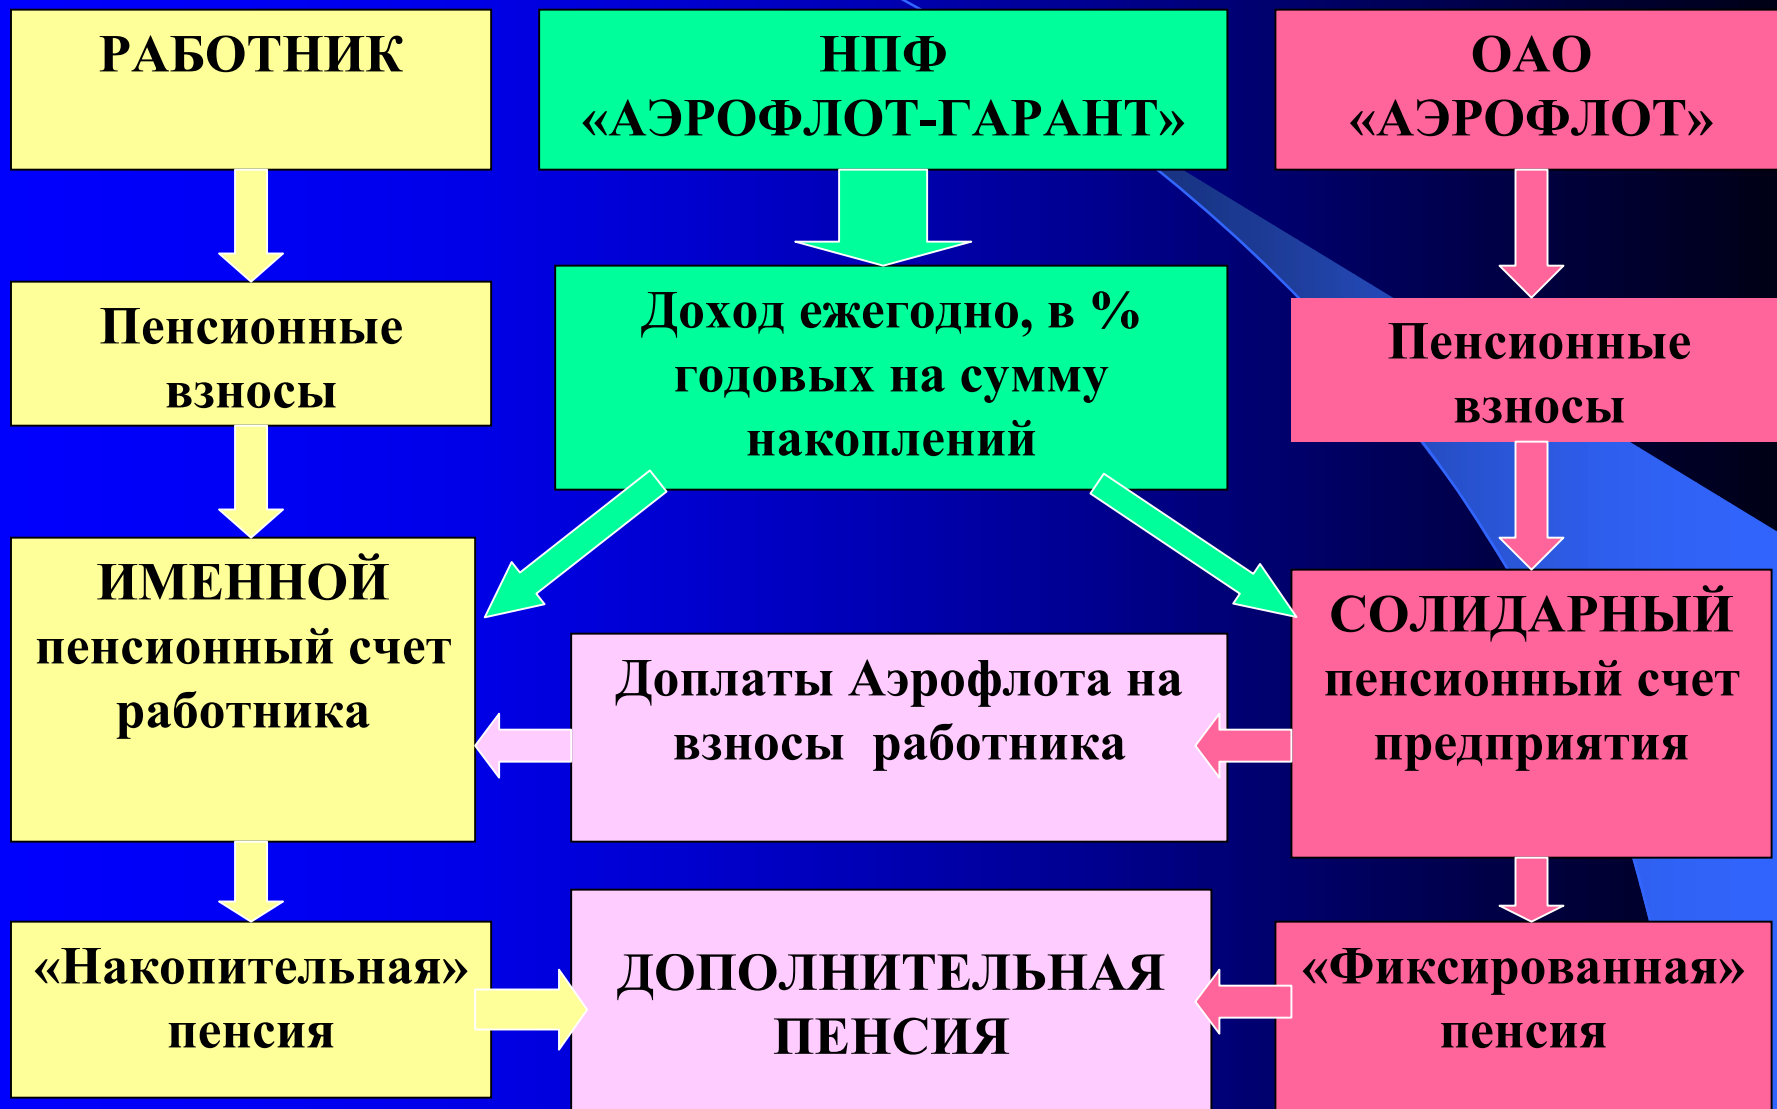 РАБОТНИК
НПФ
«АЭРОФЛОТ-ГАРАНТ»
ОАО
«АЭРОФЛОТ»
Пенсионные
взносы
Доход ежегодно, в %
годовых на сумму
накоплений
Пенсионные
взносы
ИМЕННОЙ
пенсионный счет
работника
Доплаты Аэрофлота на
взносы работника
СОЛИДАРНЫЙ
пенсионный счет
предприятия
«Накопительная»
пенсия
ДОПОЛНИТЕЛЬНАЯ
ПЕНСИЯ
«Фиксированная»
пенсия